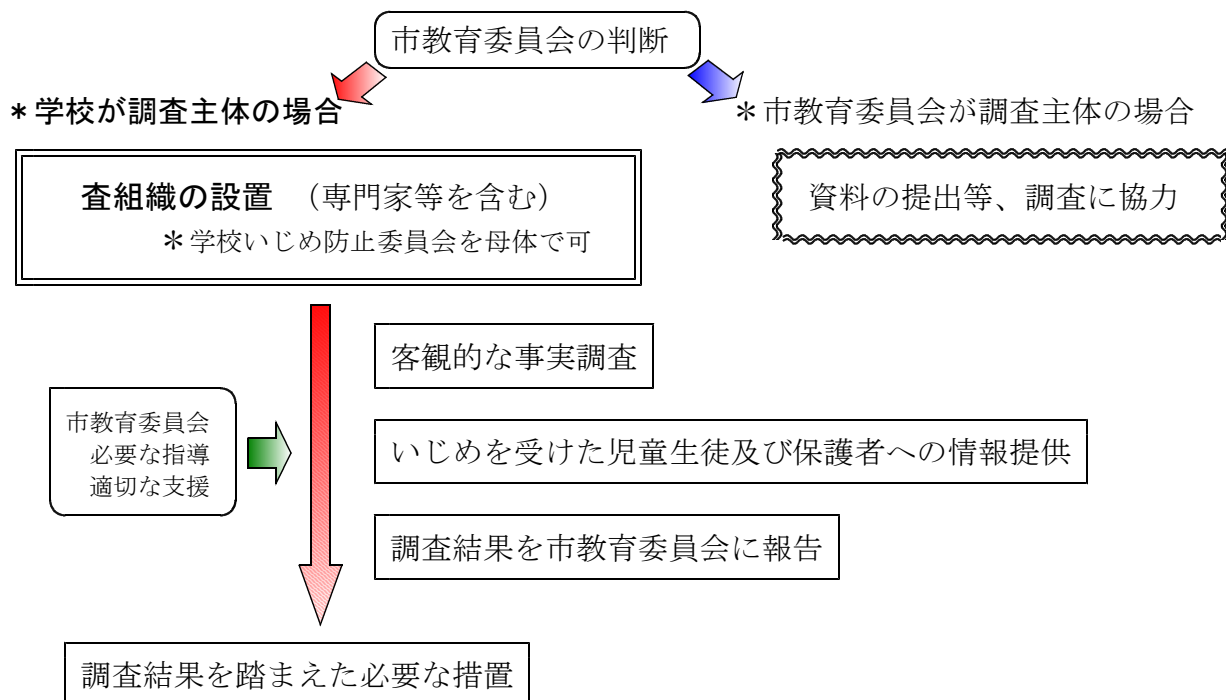 市教育委員会の判断
＊学校が調査主体の場合
＊市教育委員会が調査主体の場合
査組織の設置　（専門家等を含む）
＊学校いじめ防止委員会を母体で可
資料の提出等、調査に協力
客観的な事実調査
市教育委員会
必要な指導
適切な支援
いじめを受けた児童生徒及び保護者への情報提供
調査結果を市教育委員会に報告
調査結果を踏まえた必要な措置